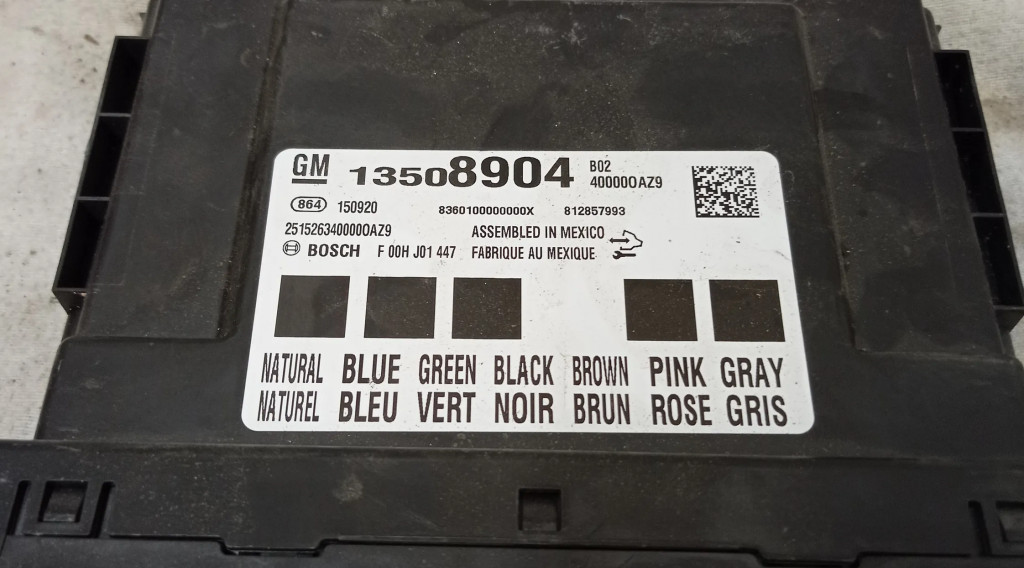 GM 13508904 B02
400000AZ9
864 150920 8360100000000X 812857993
251526340000OAZ9 ASSEMBLED IN MEXICO
BOSCH F 00H J01 447 FABRIQUE AU MEXIQUE
NATURAL BLUE GREEN BLACK BROWN PINK GRAY
NATUREL BLEU VERT NOIR BRUN ROSE GRIS